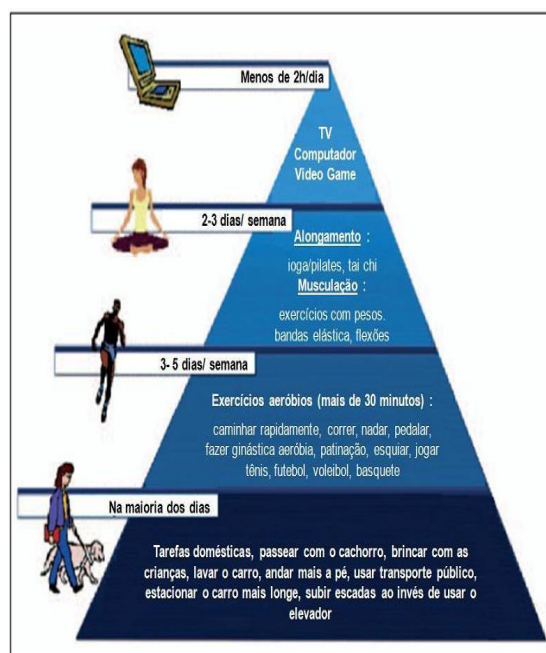 Menos de 2h/dia
TV
Computador
Video Game
2-3 dias/ semana
Alongamento :
ioga/pilates, tai chi
Musculação :
exercícios com pesos.
bandas elástica, flexões
3- 5 dias/ semana
Exercícios aeróbios (mais de 30 minutos) :
caminhar rapidamente, correr, nadar, pedalar,
fazer ginástica aeróbia, patinação, esquiar, jogar
tênis, futebol, voleibol, basquete
Na maioria dos dias
Tarefas domésticas, passear com o cachorro, brincar com as
crianças, lavar o carro, andar mais a pé, usar transporte público,
estacionar o carro mais longe, subir escadas ao invés de usar o
elevador